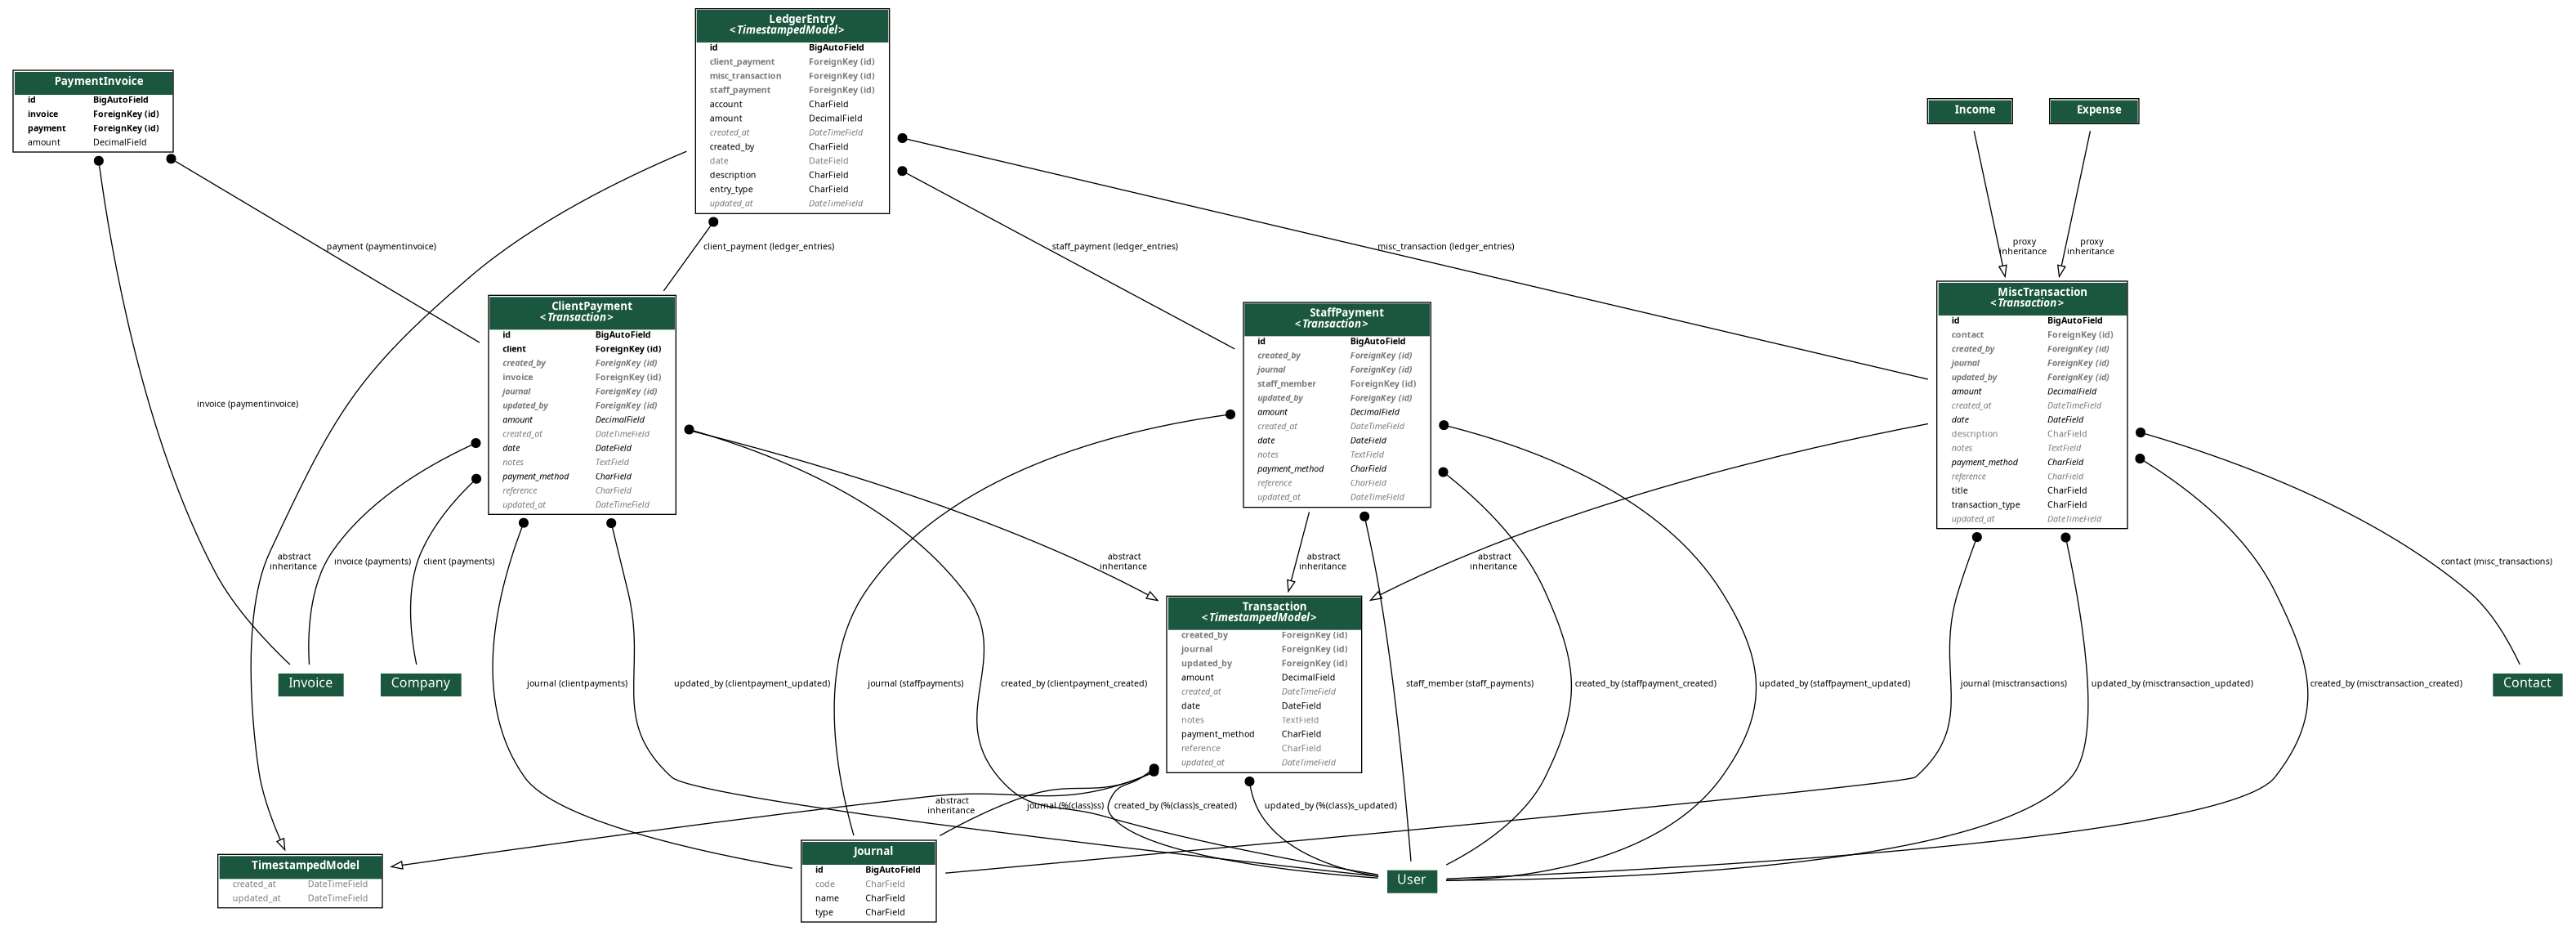 LedgerEntry
<TimestampedModel>
id BigAutoField
client_payment ForeignKey (id)
misc_transaction ForeignKey (id)
staff_payment ForeignKey (id)
account CharField
amount DecimalField
created_at DateTimeField
created_by CharField
date DateField
description CharField
entry_type CharField
updated_at DateTimeField
PaymentInvoice
id BigAutoField
invoice ForeignKey (id)
payment ForeignKey (id)
amount DecimalField
Income
Expense
payment (paymentinvoice)
client_payment (ledger_entries)
staff_payment (ledger_entries)
misc_transaction (ledger_entries)
proxy
inheritance
proxy
inheritance
ClientPayment
<Transaction>
id BigAutoField
client ForeignKey (id)
created_by ForeignKey (id)
invoice ForeignKey (id)
journal ForeignKey (id)
updated_by ForeignKey (id)
amount DecimalField
created_at DateTimeField
date DateField
notes TextField
payment_method CharField
reference CharField
updated_at DateTimeField
StaffPayment
<Transaction>
id BigAutoField
created_by ForeignKey (id)
journal ForeignKey (id)
staff_member ForeignKey (id)
updated_by ForeignKey (id)
amount DecimalField
created_at DateTimeField
date DateField
notes TextField
payment_method CharField
reference CharField
updated_at DateTimeField
MiscTransaction
<Transaction>
id BigAutoField
contact ForeignKey (id)
created_by ForeignKey (id)
journal ForeignKey (id)
updated_by ForeignKey (id)
amount DecimalField
created_at DateTimeField
date DateField
description CharField
notes TextField
payment_method CharField
reference CharField
title CharField
transaction_type CharField
updated_at DateTimeField
invoice (paymentinvoice)
abstract
inheritance
invoice (payments)
client (payments)
abstract
inheritance
abstract
inheritance
abstract
inheritance
contact (misc_transactions)
Transaction
<TimestampedModel>
created_by ForeignKey (id)
journal ForeignKey (id)
updated_by ForeignKey (id)
amount DecimalField
created_at DateTimeField
date DateField
notes TextField
payment_method CharField
reference CharField
updated_at DateTimeField
Invoice
Company
journal (clientpayments)
updated_by (clientpayment_updated)
journal (staffpayments)
created_by (clientpayment_created)
staff_member (staff_payments)
created_by (staffpayment_created)
updated_by (staffpayment_updated)
journal (misctransactions)
updated_by (misctransaction_updated)
created_by (misctransaction_created)
Contact
abstract
inheritance
journal (%(class)ss)
created_by (%(class)s_created)
updated_by (%(class)s_updated)
TimestampedModel
created_at DateTimeField
updated_at DateTimeField
Journal
id BigAutoField
code CharField
name CharField
type CharField
User